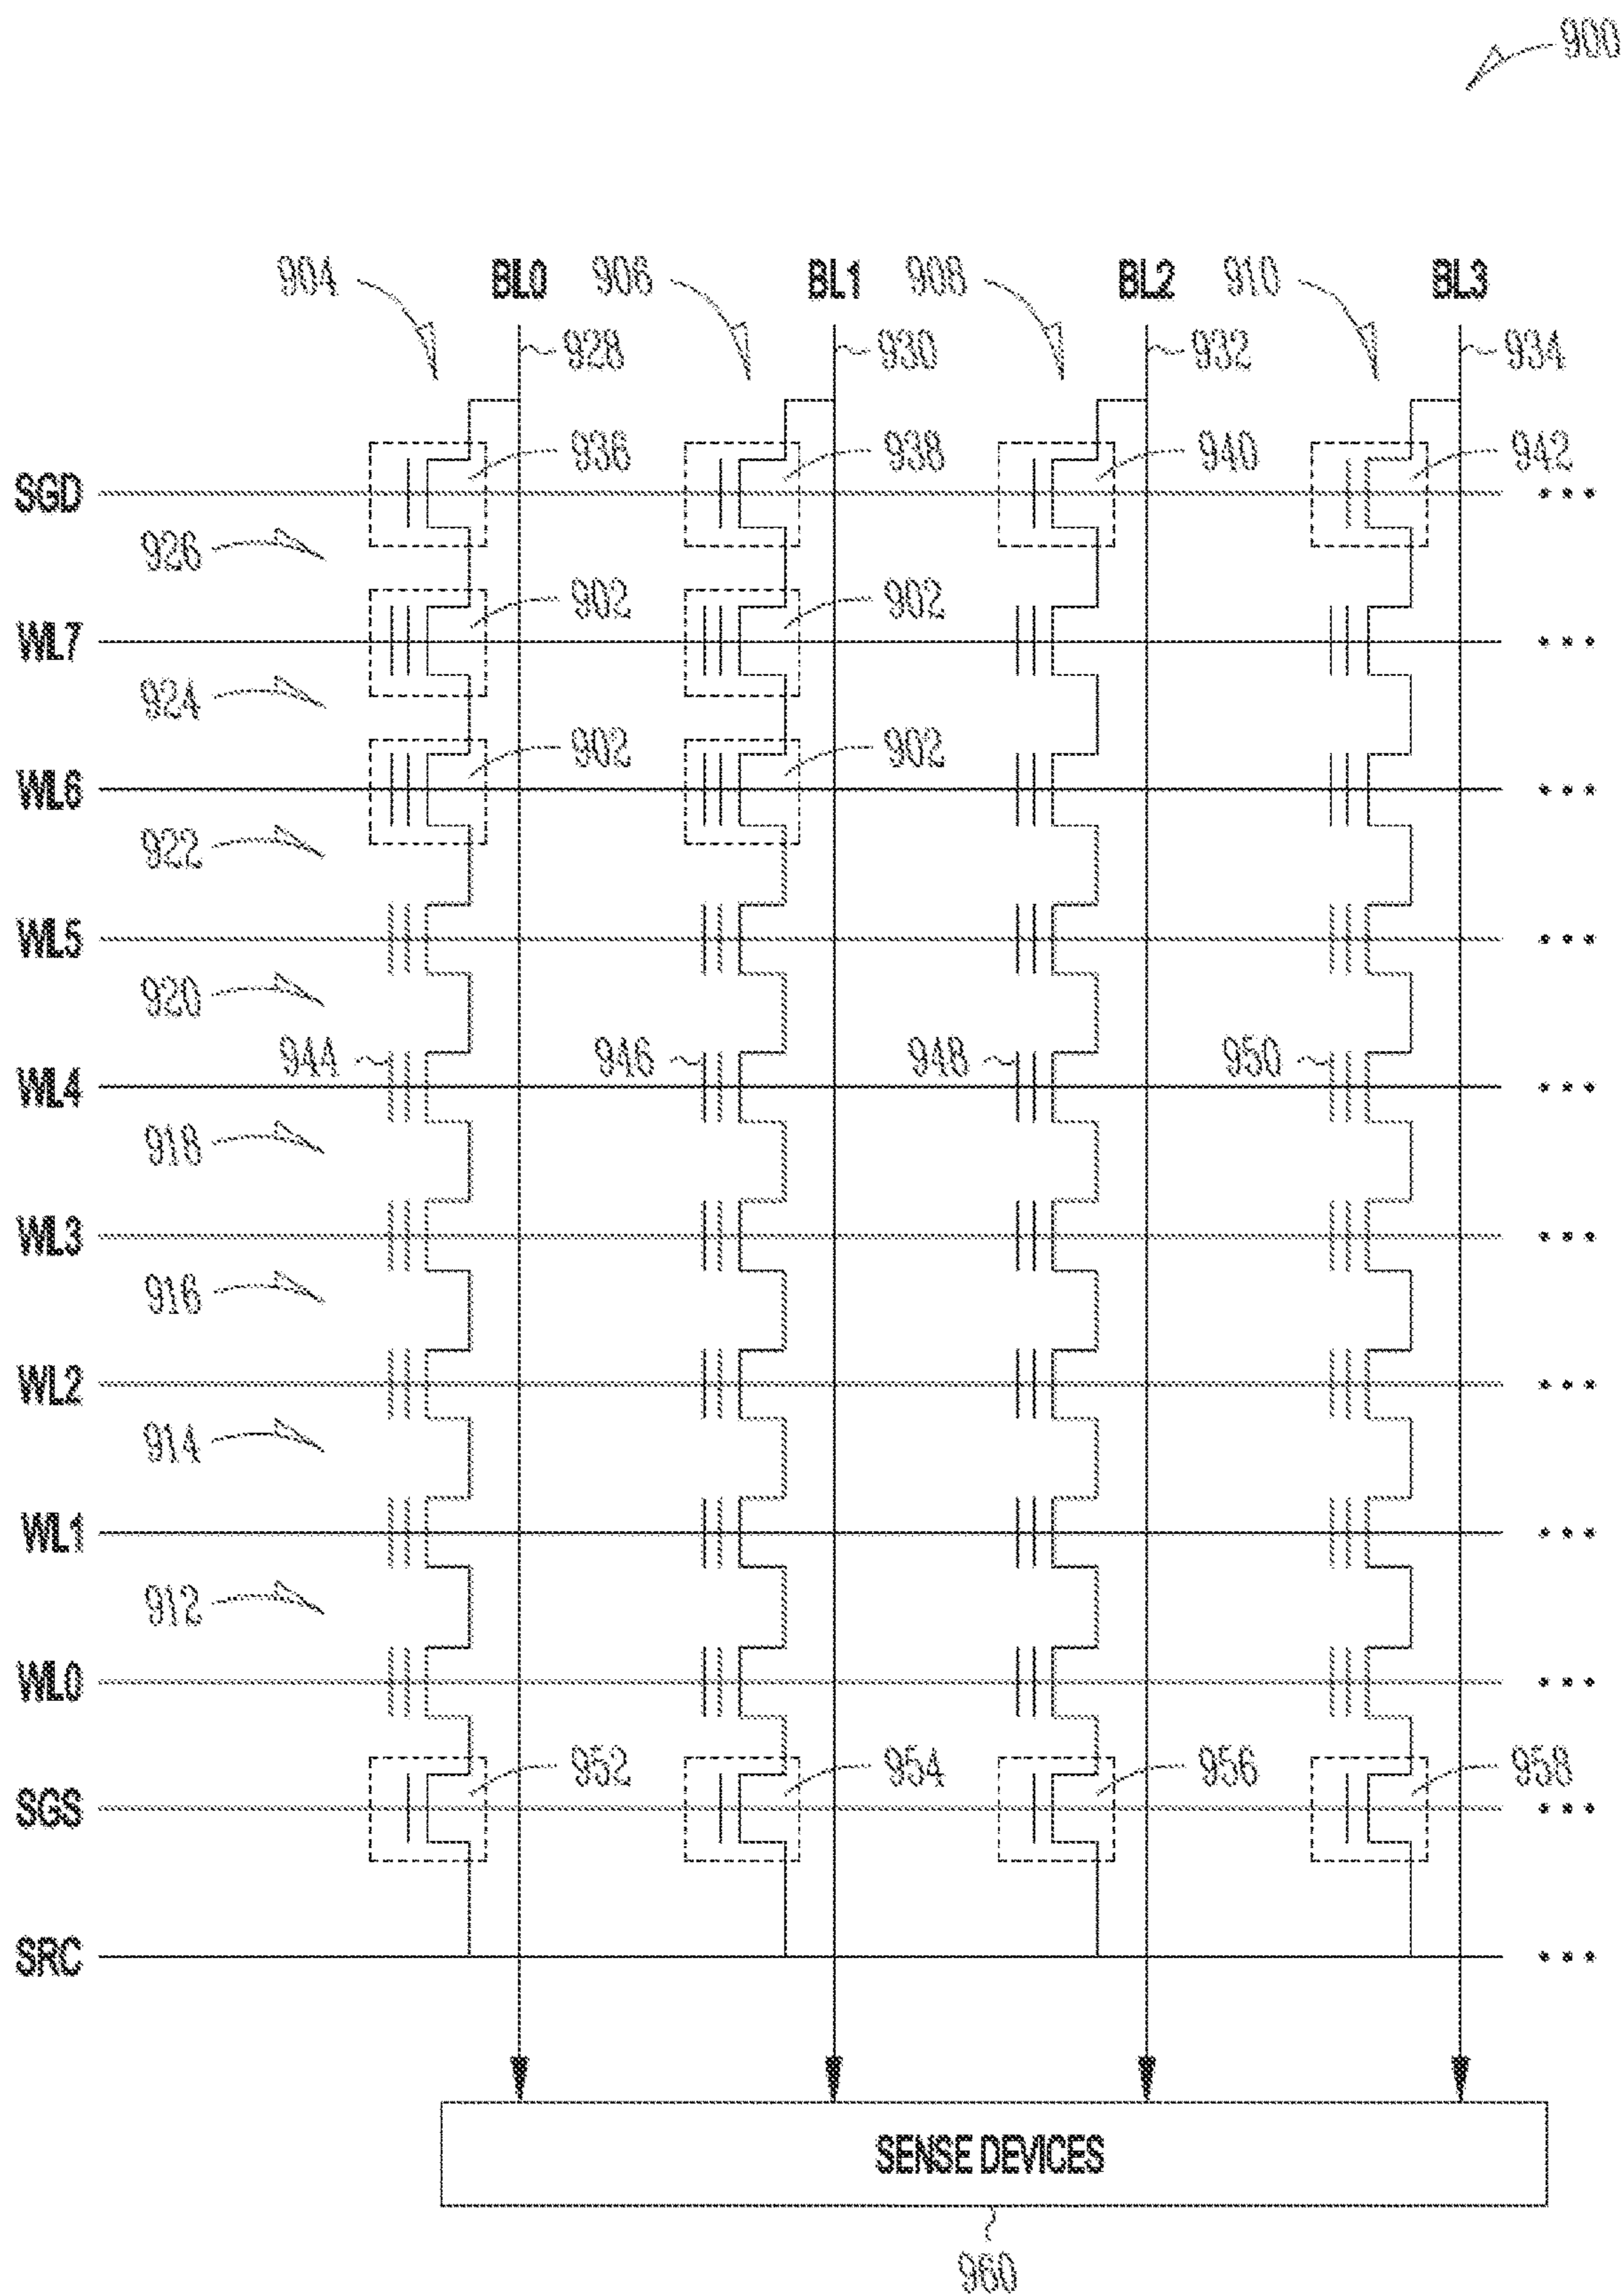 900
904 BL0 906 BL1 908 BL2 910 BL3
928 930 932 934
936 938 940 942
SGD
926
902 902
WL7
924
902 902
WL6
922
WL5
920
944 946 948 950
WL4
918
WL3
916
WL2
914
WL1
912
WL0
952 954 956 958
SGS
SRC
SENSE DEVICES
960